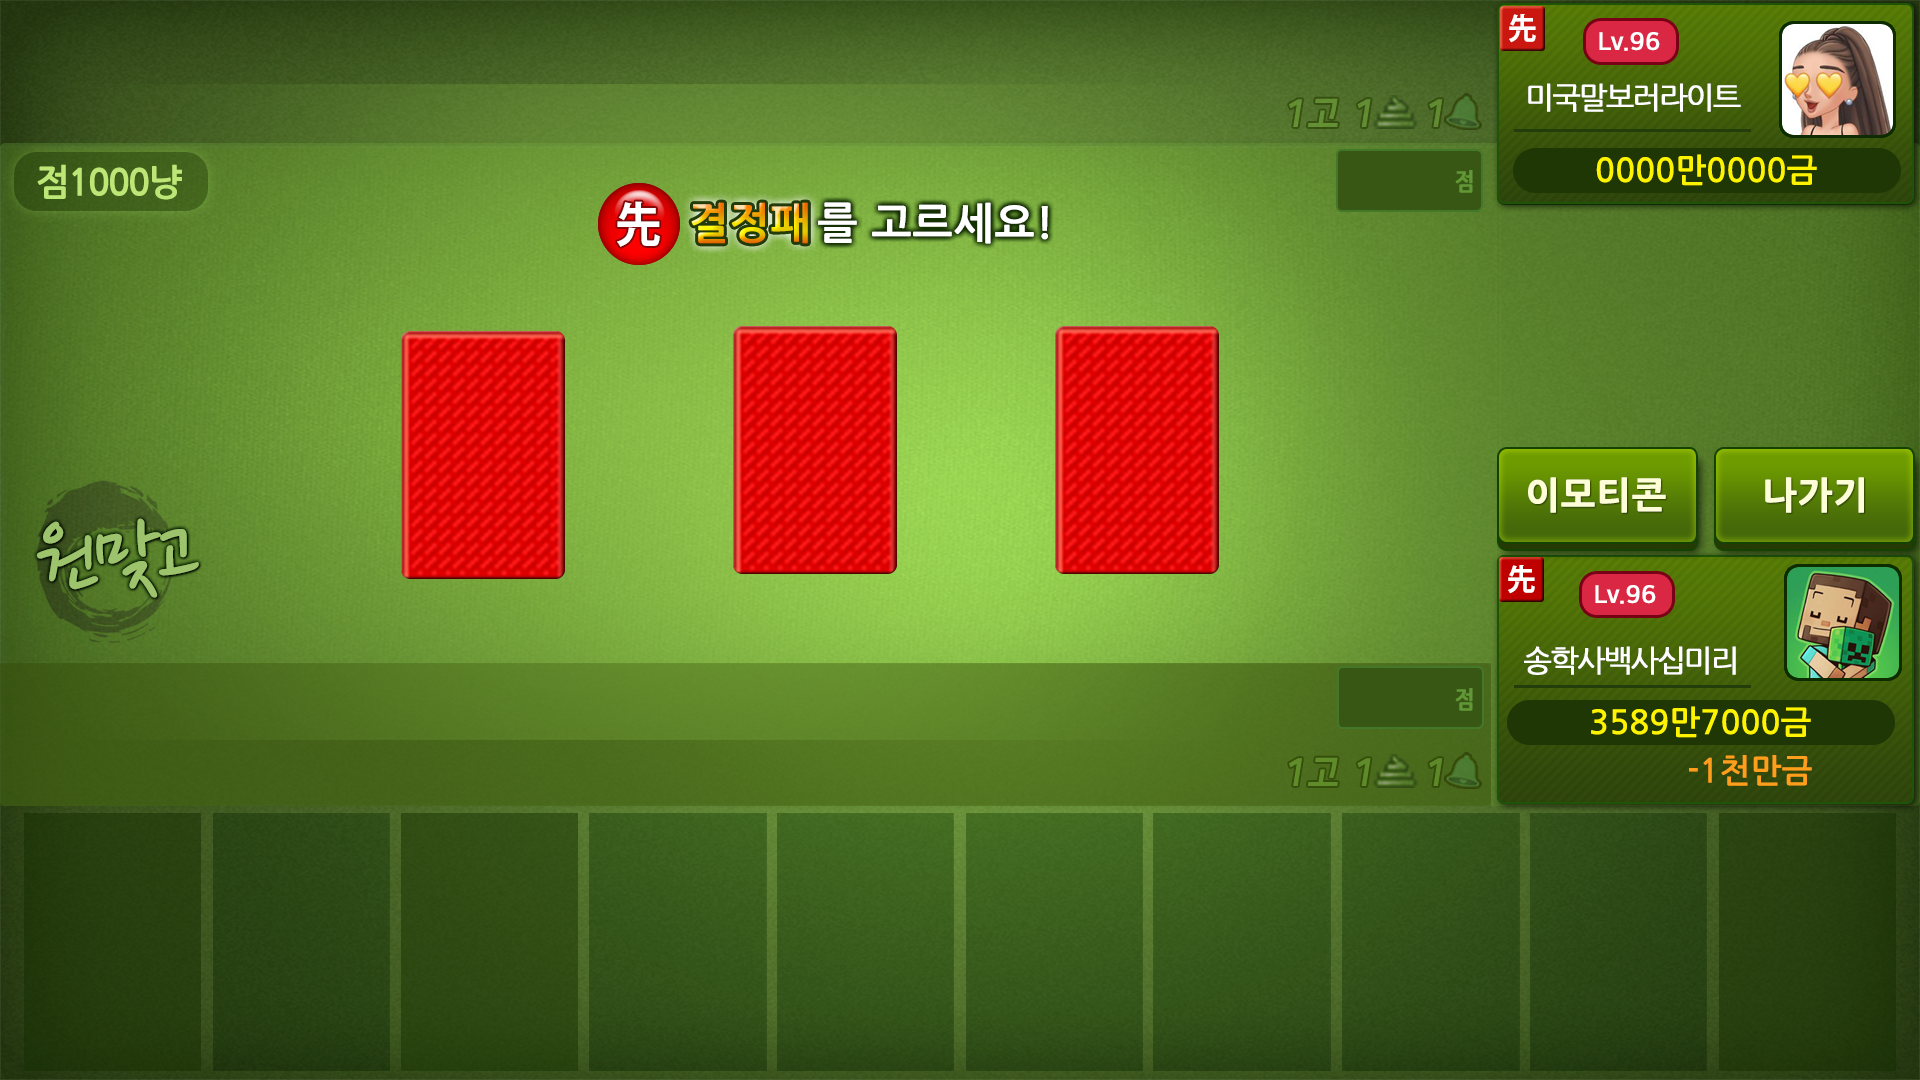 先 Lv.96
미국말보러라이트
1고 1 1
0000만0000금
점1000냥
점
先 결정패를 고르세요!
이모티콘
나가기
원맞고
先 Lv.96
송학사백사십미리
점
3589만7000금
1고 1 1
-1천만금